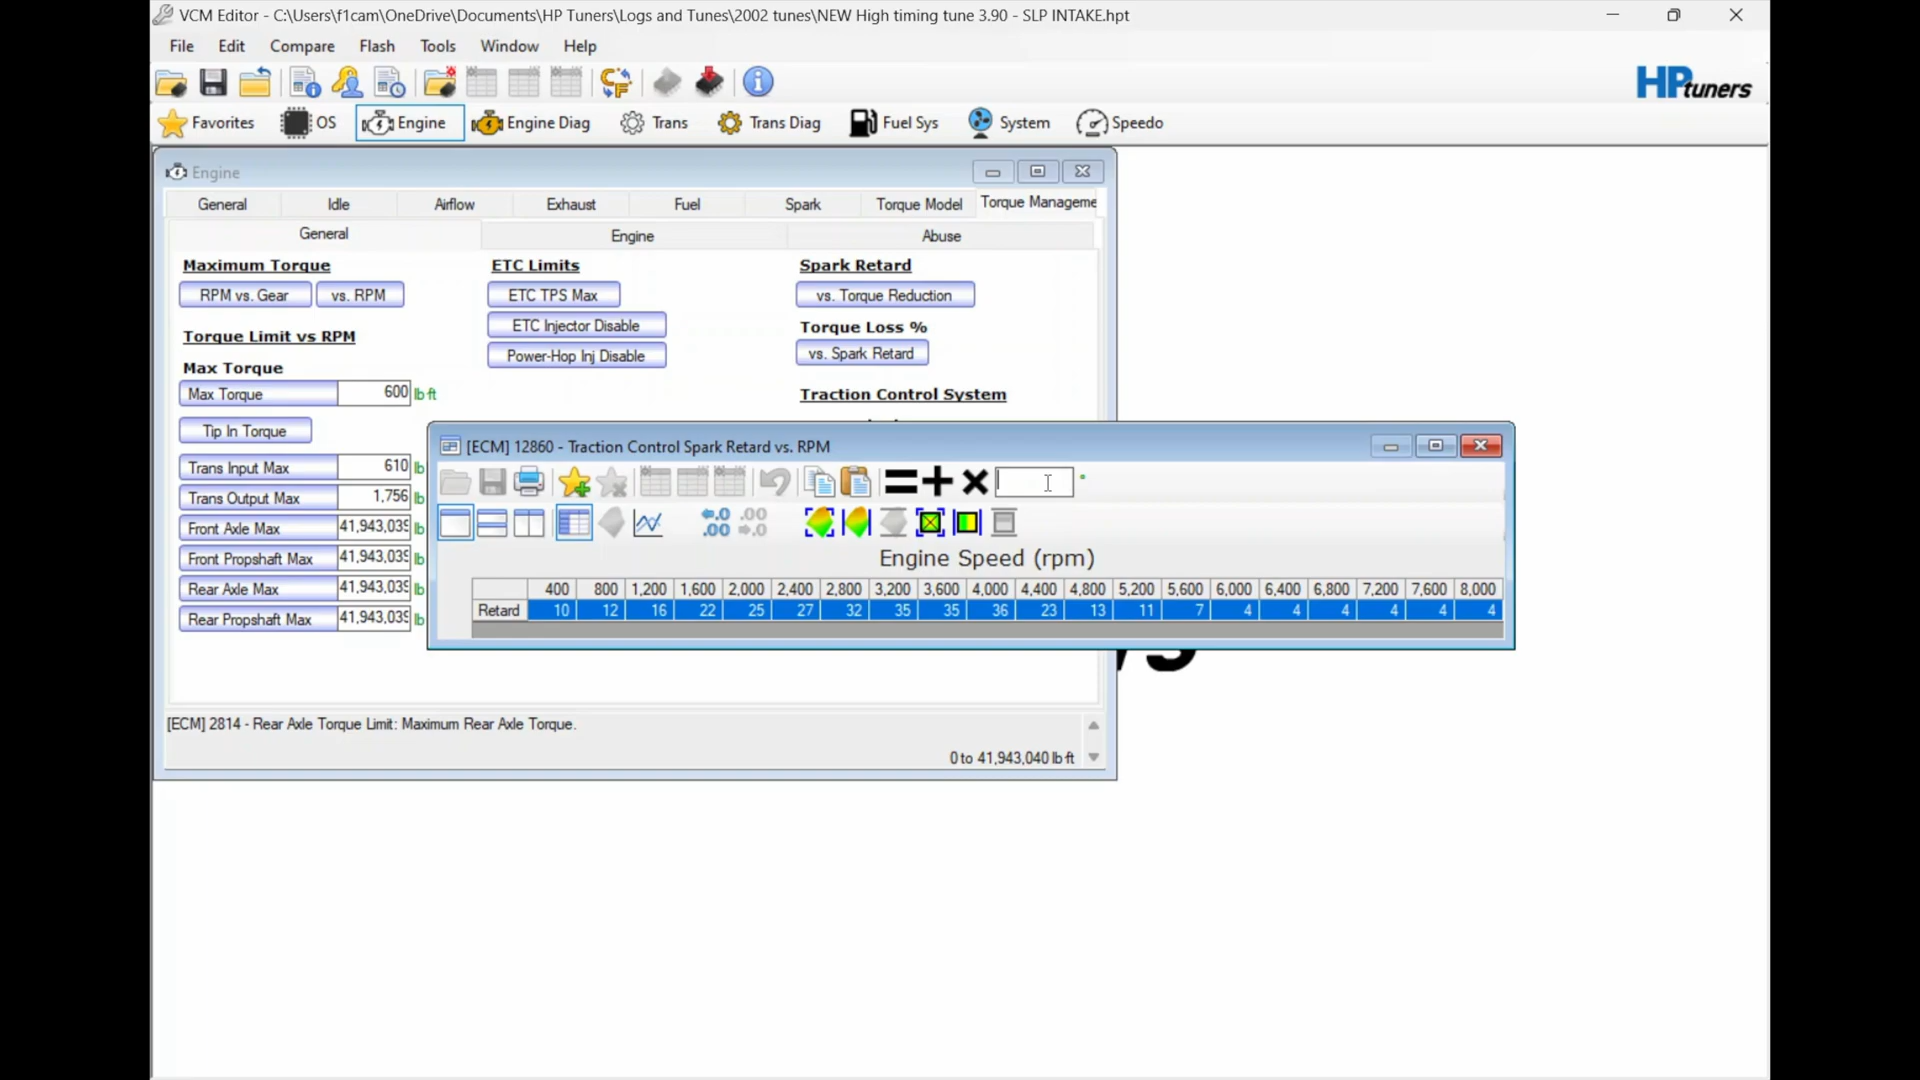 VCM Editor - C:\Users\f1cam\OneDrive\Documents\HP Tuners\Logs and Tunes\2002 tunes\NEW High timing tune 3.90 - SLP INTAKE.hpt
File Edit Compare Flash Tools Window Help
HPtuners
Favorites OS Engine Engine Diag Trans Trans Diag Fuel Sys System Speedo
Engine
General Idle Airflow Exhaust Fuel Spark Torque Model Torque Manageme
General Engine Abuse
Maximum Torque ETC Limits Spark Retard
RPM vs. Gear vs. RPM ETC TPS Max vs. Torque Reduction
ETC Injector Disable Torque Loss %
Torque Limit vs RPM Power-Hop Inj Disable vs. Spark Retard
Max Torque
Max Torque 600 lb ft Traction Control System
Tip In Torque
[ECM] 12860 - Traction Control Spark Retard vs. RPM
Trans Input Max 610 lb
Trans Output Max 1,756 lb
Front Axle Max 41,943,039 lb
Front Propshaft Max 41,943,039 lb
Rear Axle Max 41,943,039 lb
Rear Propshaft Max 41,943,039 lb
°
←.0 .00
.00 →.0
Engine Speed (rpm)
400 800 1,200 1,600 2,000 2,400 2,800 3,200 3,600 4,000 4,400 4,800 5,200 5,600 6,000 6,400 6,800 7,200 7,600 8,000
Retard 10 12 16 22 25 27 32 35 35 36 23 13 11 7 4 4 4 4 4 4
[ECM] 2814 - Rear Axle Torque Limit: Maximum Rear Axle Torque.
0 to 41,943,040 lb ft